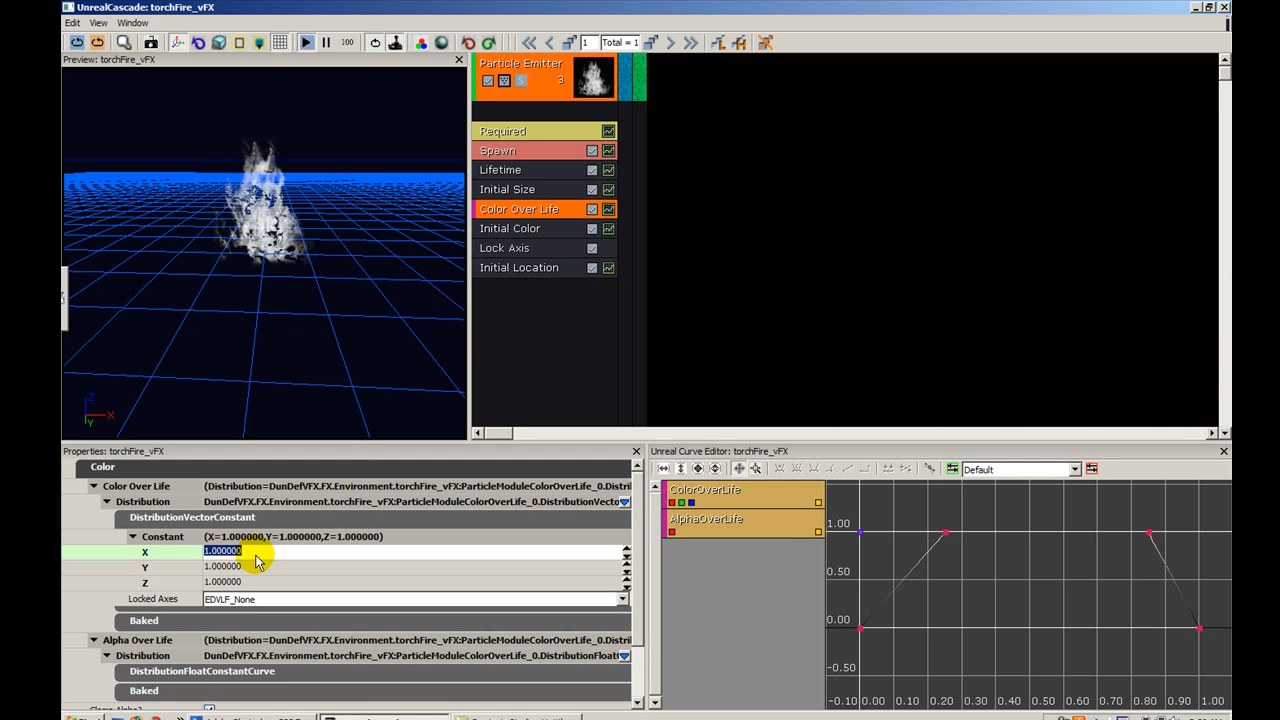 UnrealCascade: torchFire_vFX
Edit View Window
100
1 Total = 1
Preview: torchFire_vFX
Z
X
Y
Particle Emitter
S 3
Required
Spawn
Lifetime
Initial Size
Color Over Life
Initial Color
Lock Axis
Initial Location
Properties: torchFire_vFX
Color
Color Over Life (Distribution=DunDefVFX.FX.Environment.torchFire_vFX:ParticleModuleColorOverLife_0.Distri
Distribution DunDefVFX.FX.Environment.torchFire_vFX:ParticleModuleColorOverLife_0.DistributionVecto
DistributionVectorConstant
Constant (X=1.000000,Y=1.000000,Z=1.000000)
X 1.000000
Y 1.000000
Z 1.000000
Locked Axes EDVLF_None
Baked
Alpha Over Life (Distribution=DunDefVFX.FX.Environment.torchFire_vFX:ParticleModuleColorOverLife_0.Distri
Distribution DunDefVFX.FX.Environment.torchFire_vFX:ParticleModuleColorOverLife_0.DistributionFloat
DistributionFloatConstantCurve
Baked
Unreal Curve Editor: torchFire_vFX
Default
ColorOverLife
AlphaOverLife
1.00
0.50
0.00
-0.50
-0.10 0.00 0.10 0.20 0.30 0.40 0.50 0.60 0.70 0.80 0.90 1.00